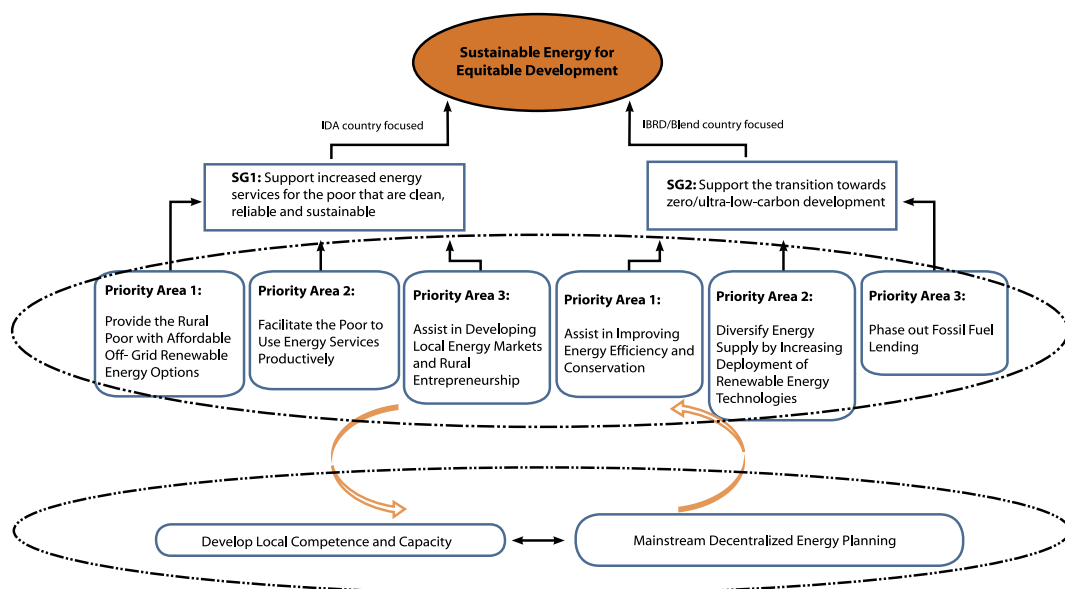 Sustainable Energy for
Equitable Development
IDA country focused
IBRD/Blend country focused
SG1: Support increased energy
services for the poor that are clean,
reliable and sustainable
SG2: Support the transition towards
zero/ultra-low-carbon development
Priority Area 1:
Provide the Rural
Poor with Affordable
Off- Grid Renewable
Energy Options
Priority Area 2:
Facilitate the Poor to
Use Energy Services
Productively
Priority Area 3:
Assist in Developing
Local Energy Markets
and Rural
Entrepreneurship
Priority Area 1:
Assist in Improving
Energy Efficiency and
Conservation
Priority Area 2:
Diversify Energy
Supply by Increasing
Deployment of
Renewable Energy
Technologies
Priority Area 3:
Phase out Fossil Fuel
Lending
Develop Local Competence and Capacity
Mainstream Decentralized Energy Planning